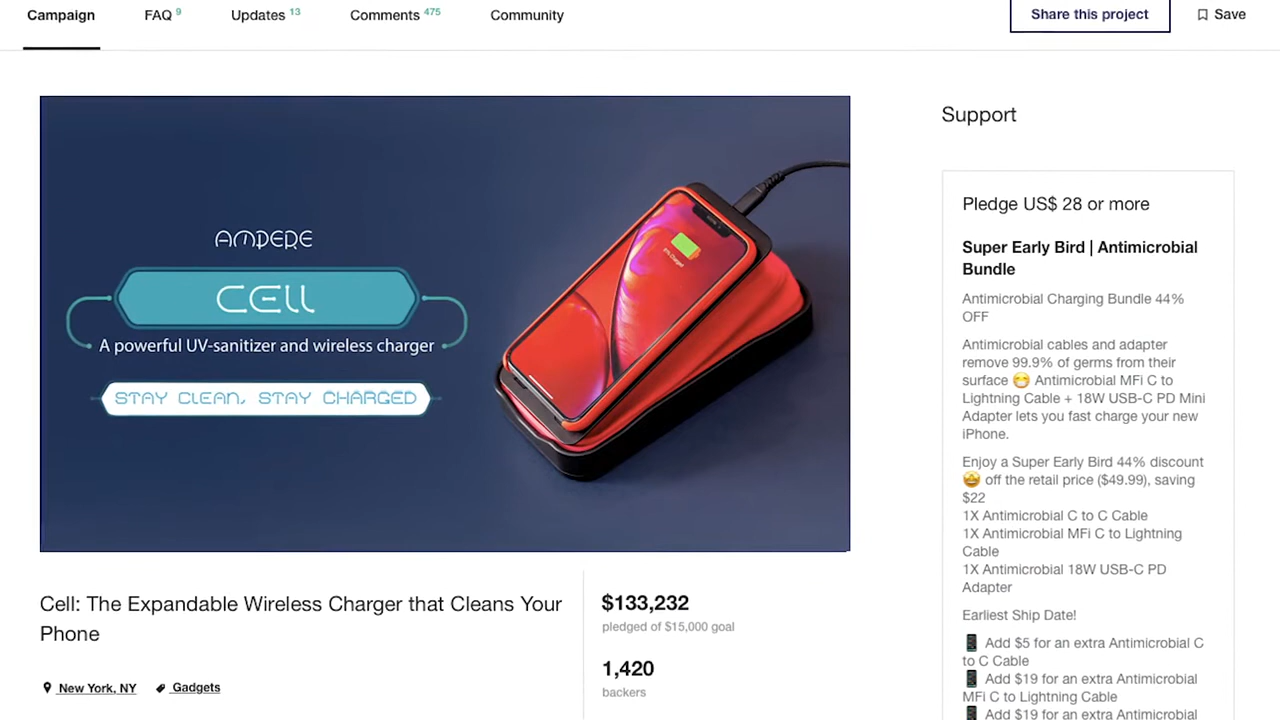 Campaign
FAQ 9
Updates 13
Comments 475
Community
Share this project
Save
AMPERE
CELL
A powerful UV-sanitizer and wireless charger
STAY CLEAN, STAY CHARGED
Cell: The Expandable Wireless Charger that Cleans Your
Phone
New York, NY
Gadgets
$133,232
pledged of $15,000 goal
1,420
backers
Support
Pledge US$ 28 or more
Super Early Bird | Antimicrobial
Bundle
Antimicrobial Charging Bundle 44%
OFF
Antimicrobial cables and adapter
remove 99.9% of germs from their
surface 😷 Antimicrobial MFi C to
Lightning Cable + 18W USB-C PD Mini
Adapter lets you fast charge your new
iPhone.
Enjoy a Super Early Bird 44% discount
🤩 off the retail price ($49.99), saving
$22
1X Antimicrobial C to C Cable
1X Antimicrobial MFi C to Lightning
Cable
1X Antimicrobial 18W USB-C PD
Adapter
Earliest Ship Date!
📱 Add $5 for an extra Antimicrobial C
to C Cable
📱 Add $19 for an extra Antimicrobial
MFi C to Lightning Cable
📱 Add $19 for an extra Antimicrobial